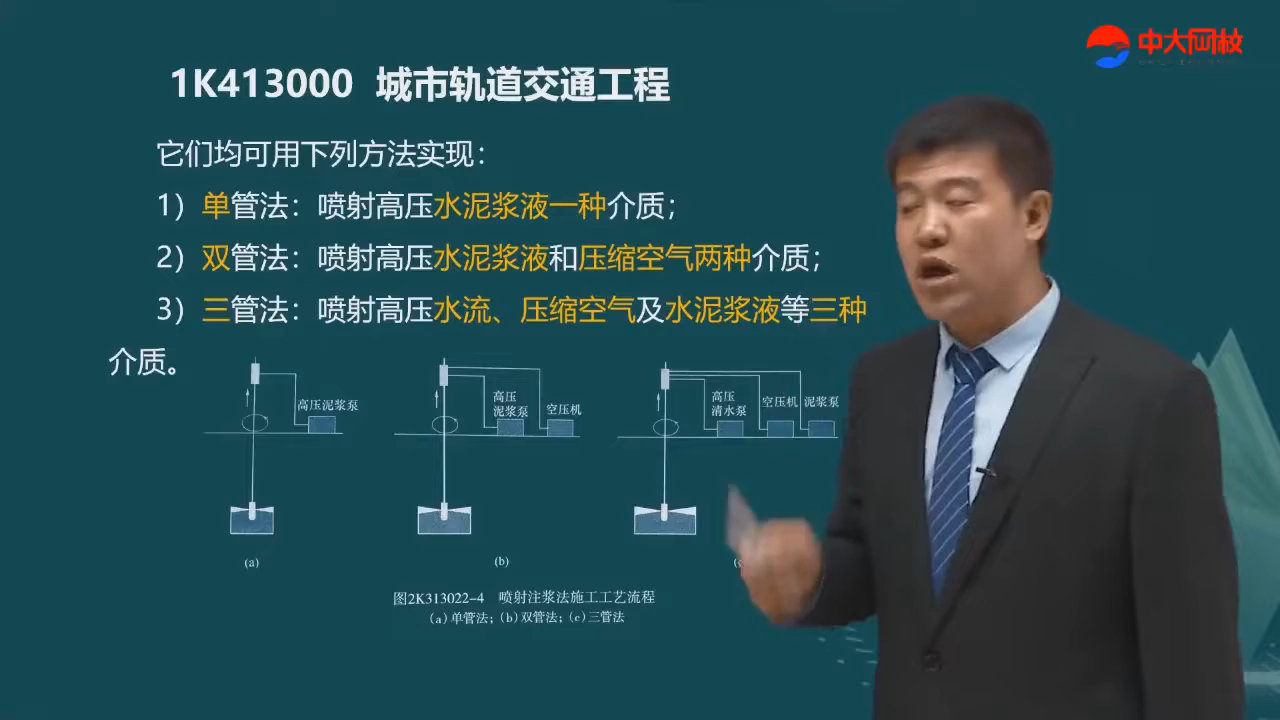 中大网校
1K413000 城市轨道交通工程
它们均可用下列方法实现：
1）单管法：喷射高压水泥浆液一种介质；
2）双管法：喷射高压水泥浆液和压缩空气两种介质；
3）三管法：喷射高压水流、压缩空气及水泥浆液等三种
介质。
高压泥浆泵
高压
泥浆泵
空压机
高压
清水泵
空压机
泥浆泵
(a)
(b)
图2K313022-4 喷射注浆法施工工艺流程
(a)单管法；(b)双管法；(c)三管法